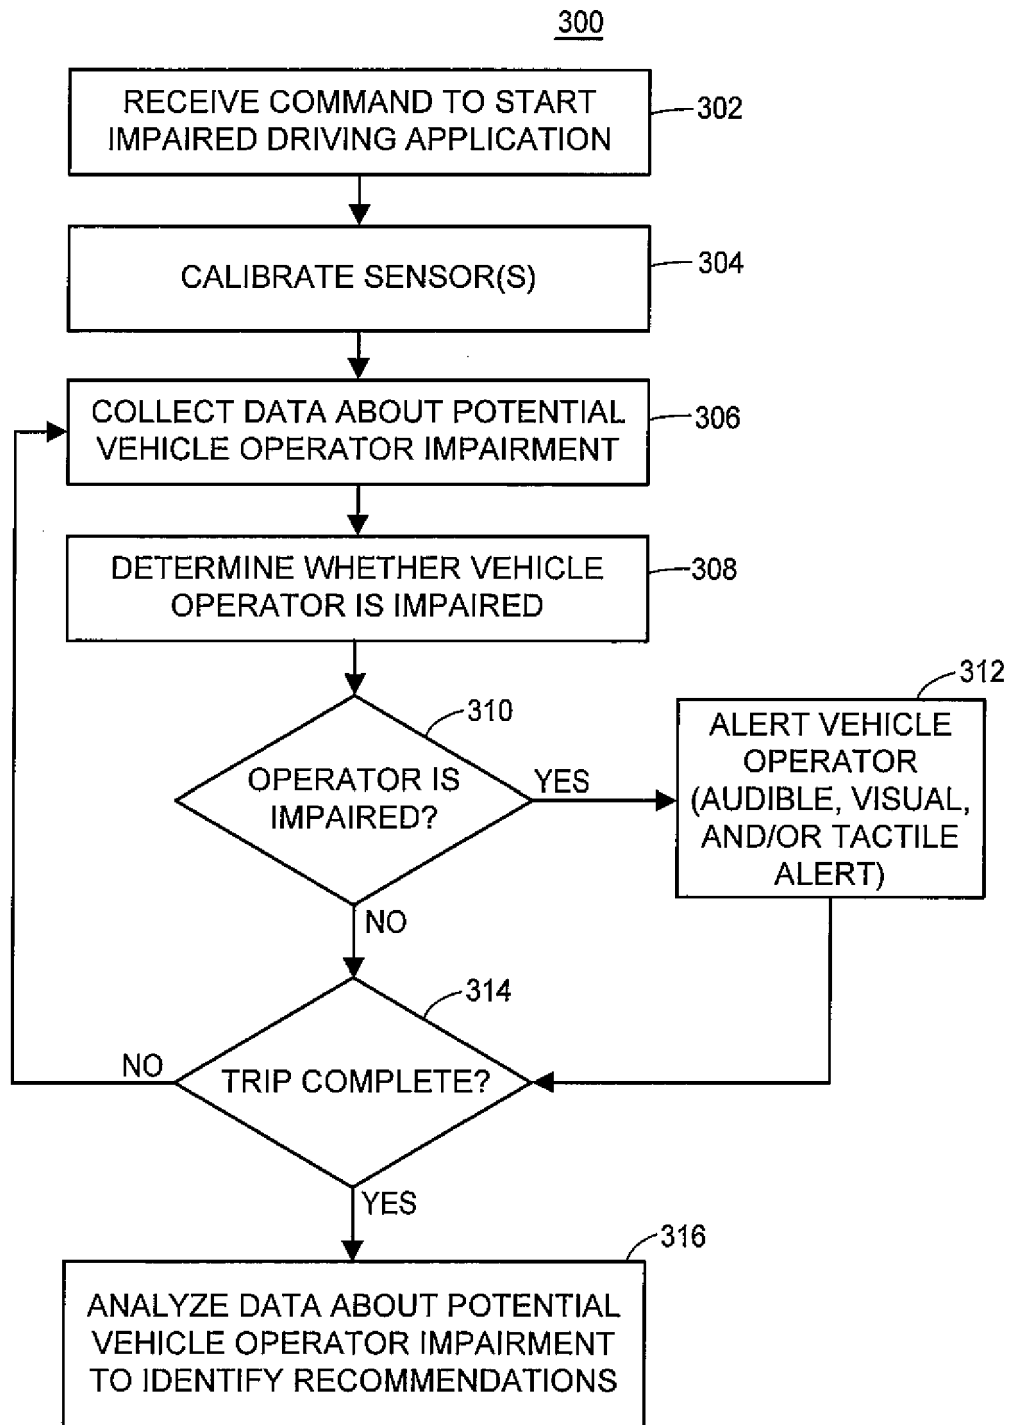 300
RECEIVE COMMAND TO START
IMPAIRED DRIVING APPLICATION
302
CALIBRATE SENSOR(S)
304
COLLECT DATA ABOUT POTENTIAL
VEHICLE OPERATOR IMPAIRMENT
306
DETERMINE WHETHER VEHICLE
OPERATOR IS IMPAIRED
308
310
OPERATOR IS
IMPAIRED?
YES
312
ALERT VEHICLE
OPERATOR
(AUDIBLE, VISUAL,
AND/OR TACTILE
ALERT)
NO
314
NO
TRIP COMPLETE?
YES
316
ANALYZE DATA ABOUT POTENTIAL
VEHICLE OPERATOR IMPAIRMENT
TO IDENTIFY RECOMMENDATIONS